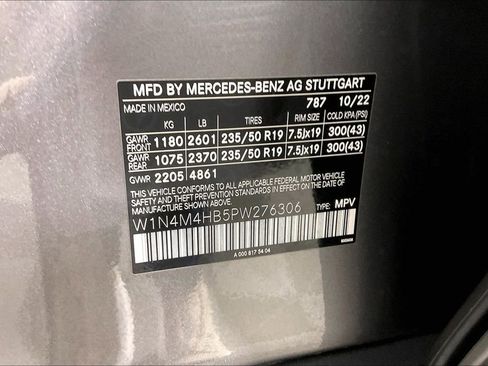 MFD BY MERCEDES-BENZ AG STUTTGART
MADE IN MEXICO 787 10/22
KG LB TIRES RIM SIZE COLD KPA(PSI)
GAWR FRONT 1180 2601 235/50 R19 7.5Jx19 300(43)
GAWR REAR 1075 2370 235/50 R19 7.5Jx19 300(43)
GVWR 2205 4861
THIS VEHICLE CONFORMS TO ALL APPLICABLE FEDERAL MOTOR VEHICLE
SAFETY AND THEFT PREVENTION STANDARDS IN EFFECT ON THE DATE OF
MANUFACTURE SHOWN ABOVE.
W1N4M4HB5PW276306 TYPE: MPV
A 000 817 54 04